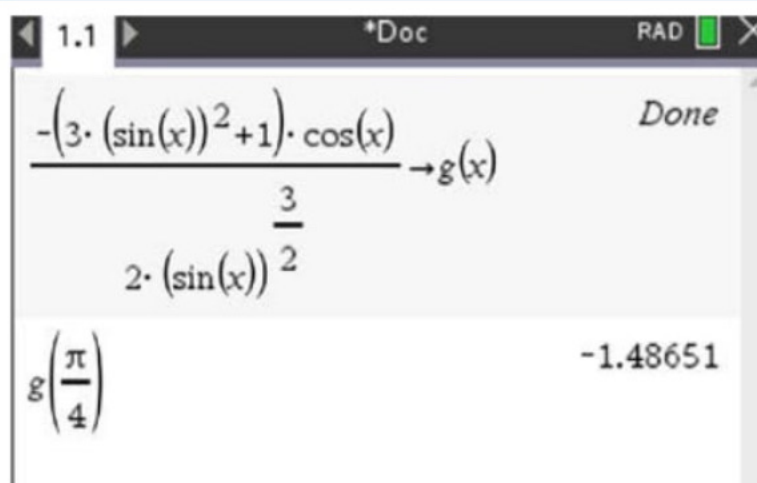 1.1 *Doc RAD
-(3·(sin(x))²+1)·cos(x) Done
→g(x)
2·(sin(x))^(3/2)
g(π/4) -1.48651